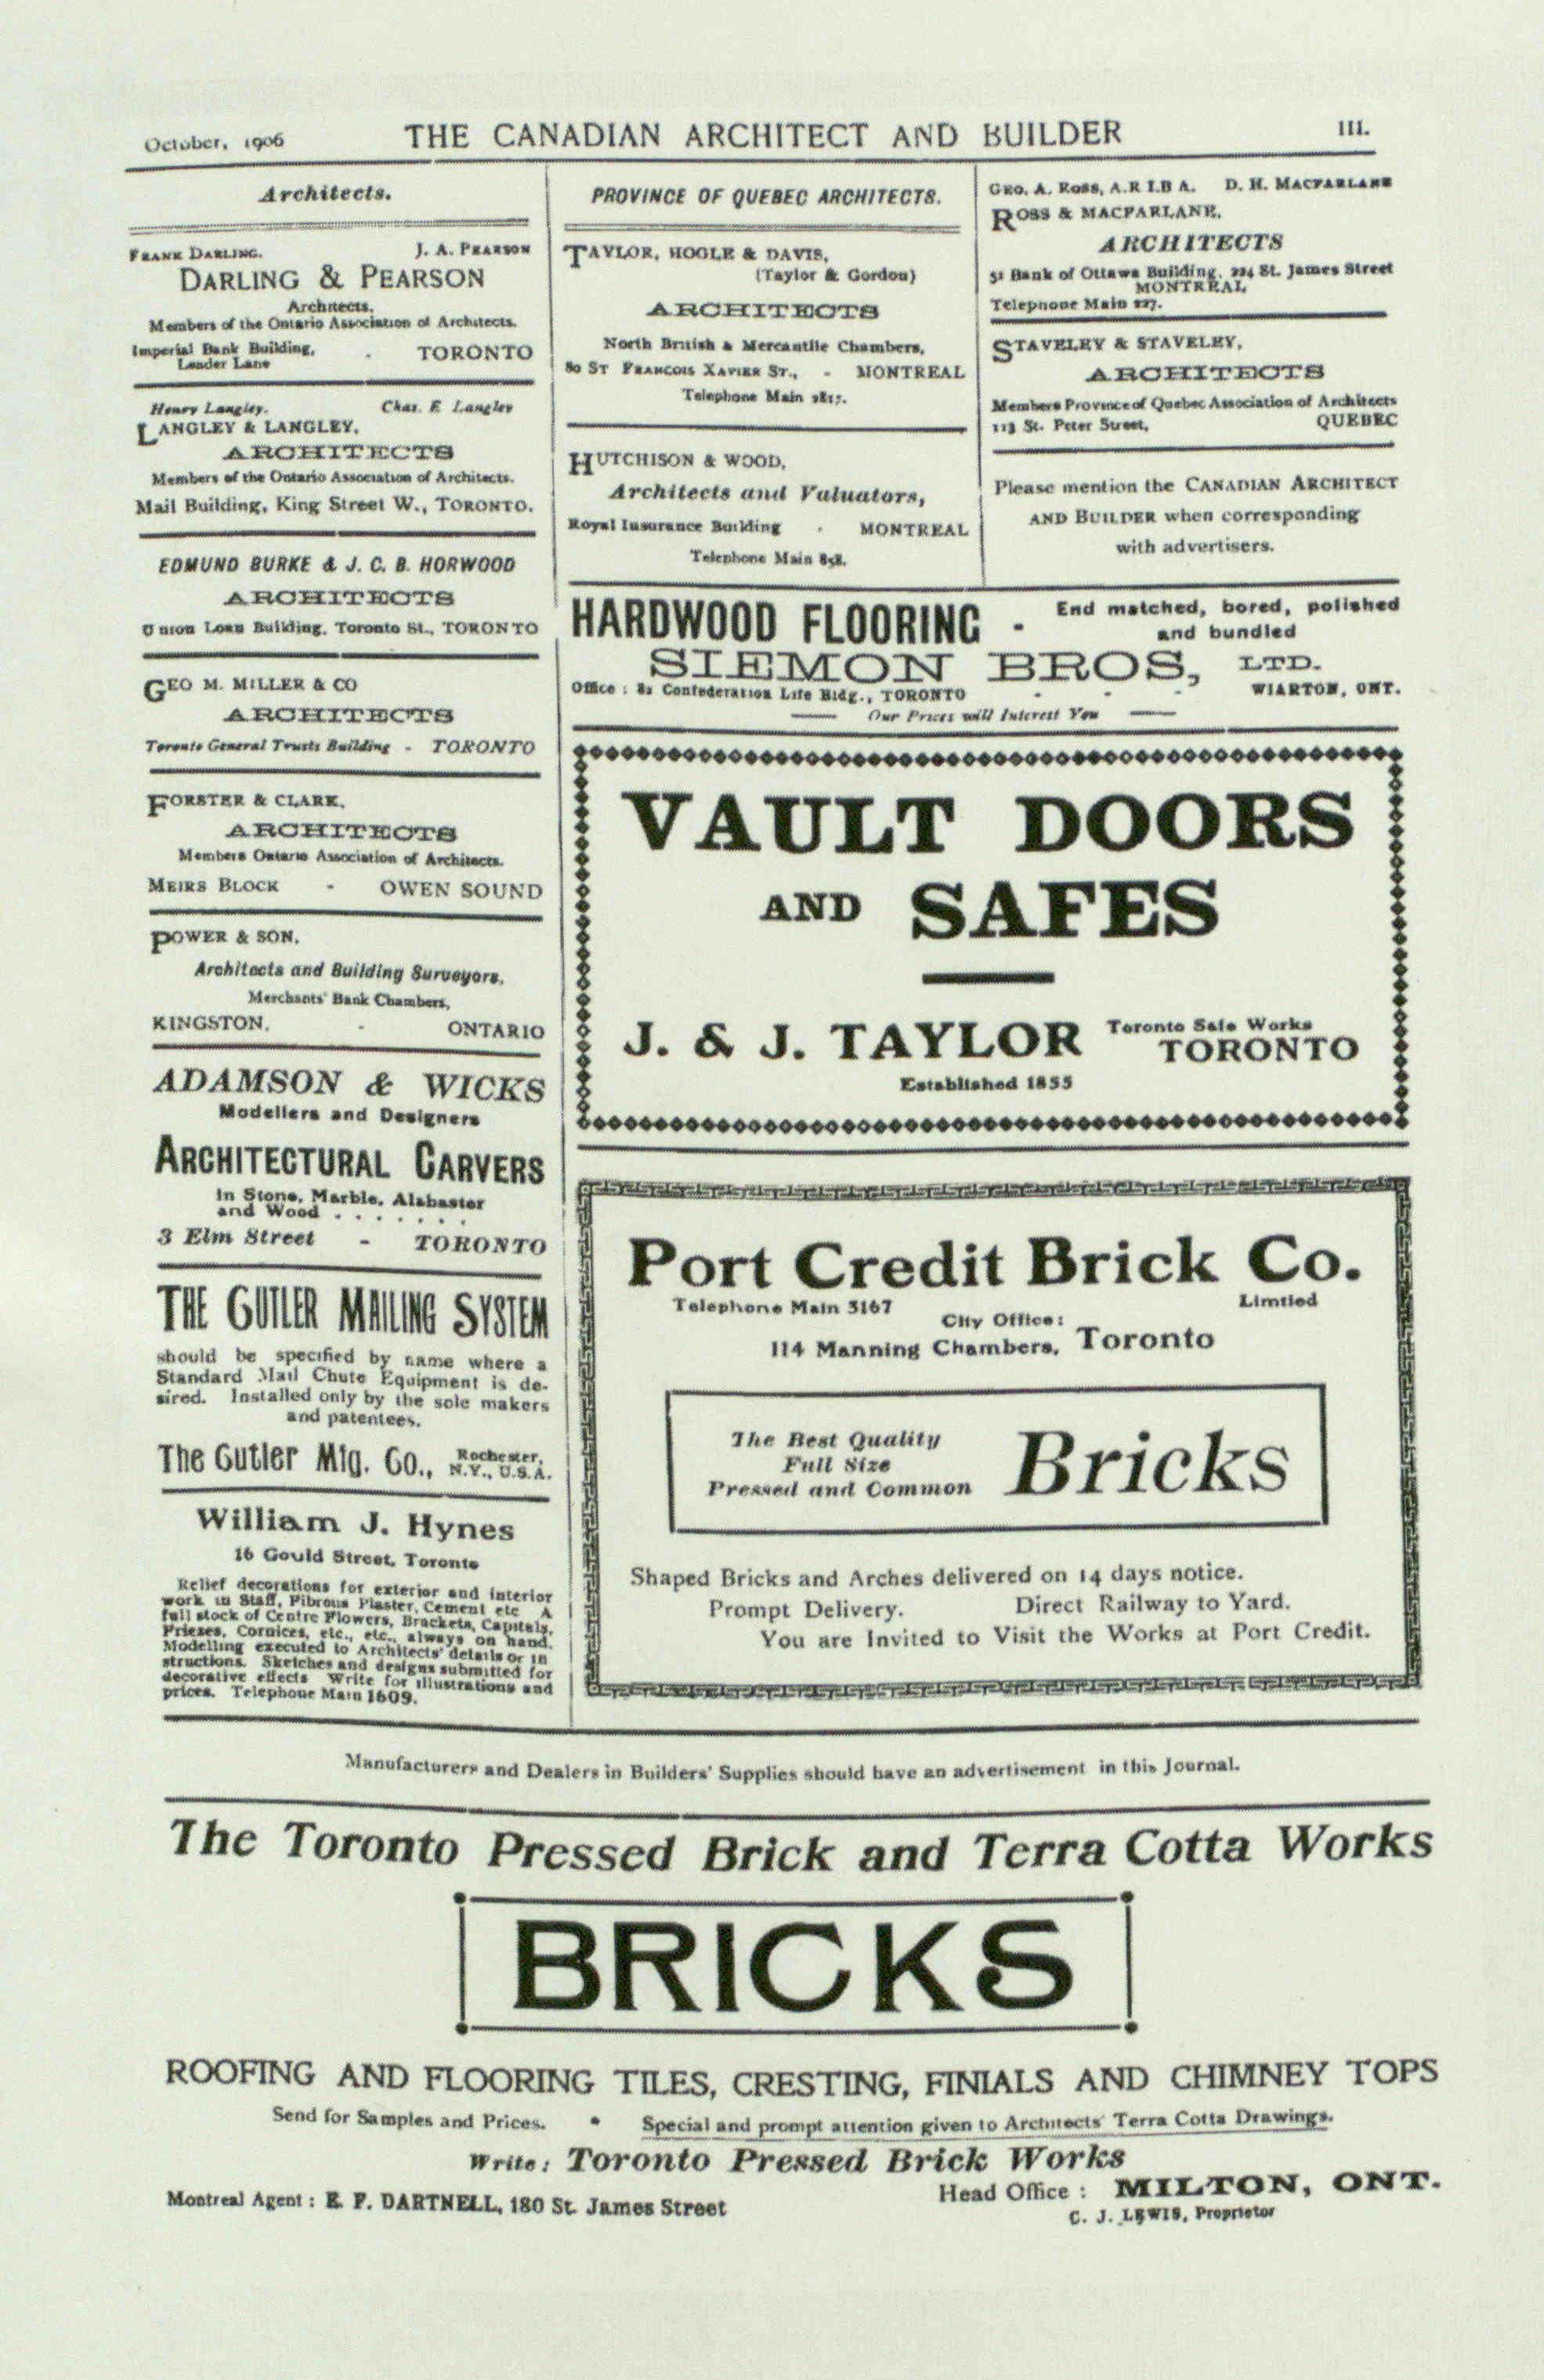 October, 1906
THE CANADIAN ARCHITECT AND BUILDER
III.
Architects.
FRANK DARLING. J. A. PEARSON
DARLING & PEARSON
Architects,
Members of the Ontario Association of Architects.
Imperial Bank Building, - TORONTO
Leader Lane
Henry Langley. Chas. E. Langley
LANGLEY & LANGLEY,
ARCHITECTS
Members of the Ontario Association of Architects.
Mail Building, King Street W., TORONTO.
EDMUND BURKE & J. C. B. HORWOOD
ARCHITECTS
Union Loan Building, Toronto St., TORONTO
GEO M. MILLER & CO
ARCHITECTS
Toronto General Trusts Building - TORONTO
FORSTER & CLARK,
ARCHITECTS
Members Ontario Association of Architects.
MEIRS BLOCK - OWEN SOUND
POWER & SON,
Architects and Building Surveyors,
Merchants' Bank Chambers,
KINGSTON, - ONTARIO
ADAMSON & WICKS
Modellers and Designers
ARCHITECTURAL CARVERS
in Stone, Marble, Alabaster
and Wood . . . . . . .
3 Elm Street - TORONTO
THE CUTLER MAILING SYSTEM
should be specified by name where a
Standard Mail Chute Equipment is de-
sired. Installed only by the sole makers
and patentees.
The Cutler Mfg. Co., Rochester,
N.Y., U.S.A.
William J. Hynes
16 Gould Street, Toronto
Relief decorations for exterior and interior
work in Staff, Fibrous Plaster, Cement etc A
full stock of Centre Flowers, Brackets, Capitals,
Friezes, Cornices, etc., etc., always on hand.
Modelling executed to Architects' details or in
structions. Sketches and designs submitted for
decorative effects Write for illustrations and
prices. Telephone Main 1609.
PROVINCE OF QUEBEC ARCHITECTS.
TAYLOR, HOGLE & DAVIS,
(Taylor & Gordon)
ARCHITECTS
North British & Mercantile Chambers,
80 ST FRANCOIS XAVIER ST., - MONTREAL
Telephone Main 2817.
HUTCHISON & WOOD,
Architects and Valuators,
Royal Insurance Building - MONTREAL
Telephone Main 858.
GEO. A. ROSS, A.R I.B A. D. H. MACFARLANE
ROSS & MACFARLANE,
ARCHITECTS
51 Bank of Ottawa Building, 224 St. James Street
MONTREAL
Telephone Main 227.
STAVELEY & STAVELEY,
ARCHITECTS
Members Province of Quebec Association of Architects
113 St. Peter Street, QUEBEC
Please mention the CANADIAN ARCHITECT
AND BUILDER when corresponding
with advertisers.
HARDWOOD FLOORING - End matched, bored, polished
and bundled
SIEMON BROS, LTD.
Office : 82 Confederation Life Bldg., TORONTO - - - WIARTON, ONT.
Our Prices will Interest You
VAULT DOORS
AND SAFES
J. & J. TAYLOR Toronto Safe Works
TORONTO
Established 1855
Port Credit Brick Co.
Telephone Main 3167 Limtied
City Office:
114 Manning Chambers, Toronto
The Best Quality
Full Size
Pressed and Common
Bricks
Shaped Bricks and Arches delivered on 14 days notice.
Prompt Delivery. Direct Railway to Yard.
You are Invited to Visit the Works at Port Credit.
Manufacturers and Dealers in Builders' Supplies should have an advertisement in this Journal.
The Toronto Pressed Brick and Terra Cotta Works
BRICKS
ROOFING AND FLOORING TILES, CRESTING, FINIALS AND CHIMNEY TOPS
Send for Samples and Prices. • Special and prompt attention given to Architects' Terra Cotta Drawings.
Write: Toronto Pressed Brick Works
Montreal Agent : E. F. DARTNELL, 180 St. James Street
Head Office : MILTON, ONT.
C. J. LEWIS, Proprietor